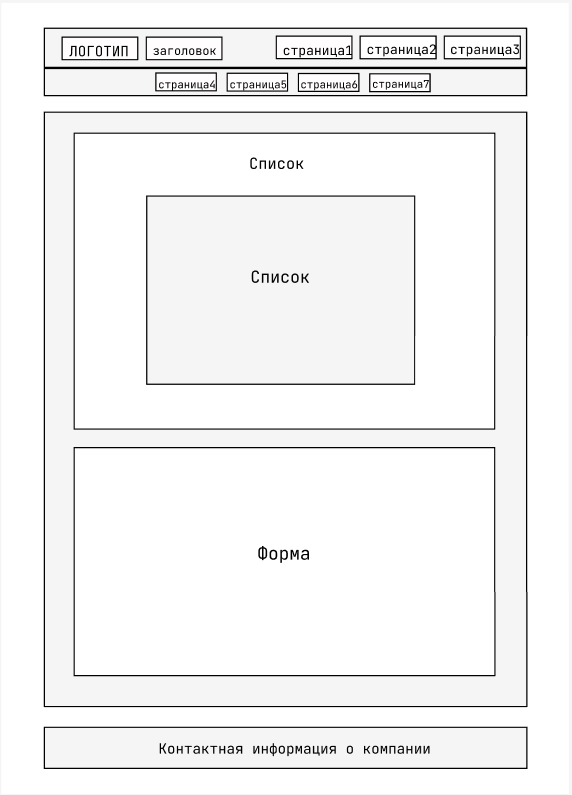 ЛОГОТИП заголовок страница1 страница2 страница3
страница4 страница5 страница6 страница7
Список
Список
Форма
Контактная информация о компании